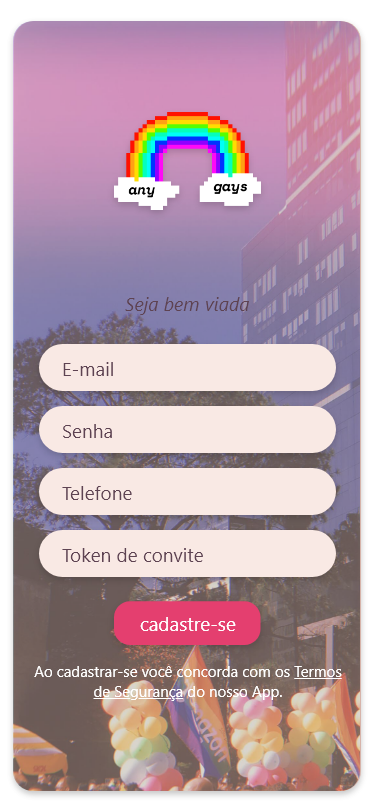 any gays
Seja bem viada
E-mail
Senha
Telefone
Token de convite
cadastre-se
Ao cadastrar-se você concorda com os Termos
de Segurança do nosso App.